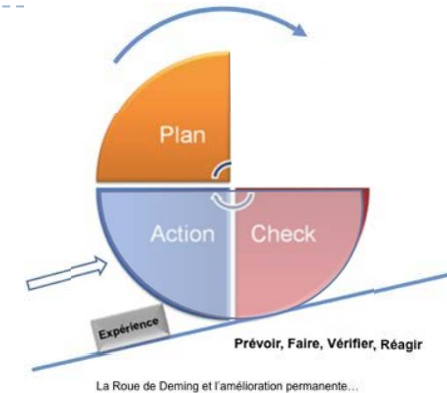 Plan
Action Check
Expérience
Prévoir, Faire, Vérifier, Réagir
La Roue de Deming et l'amélioration permanente...